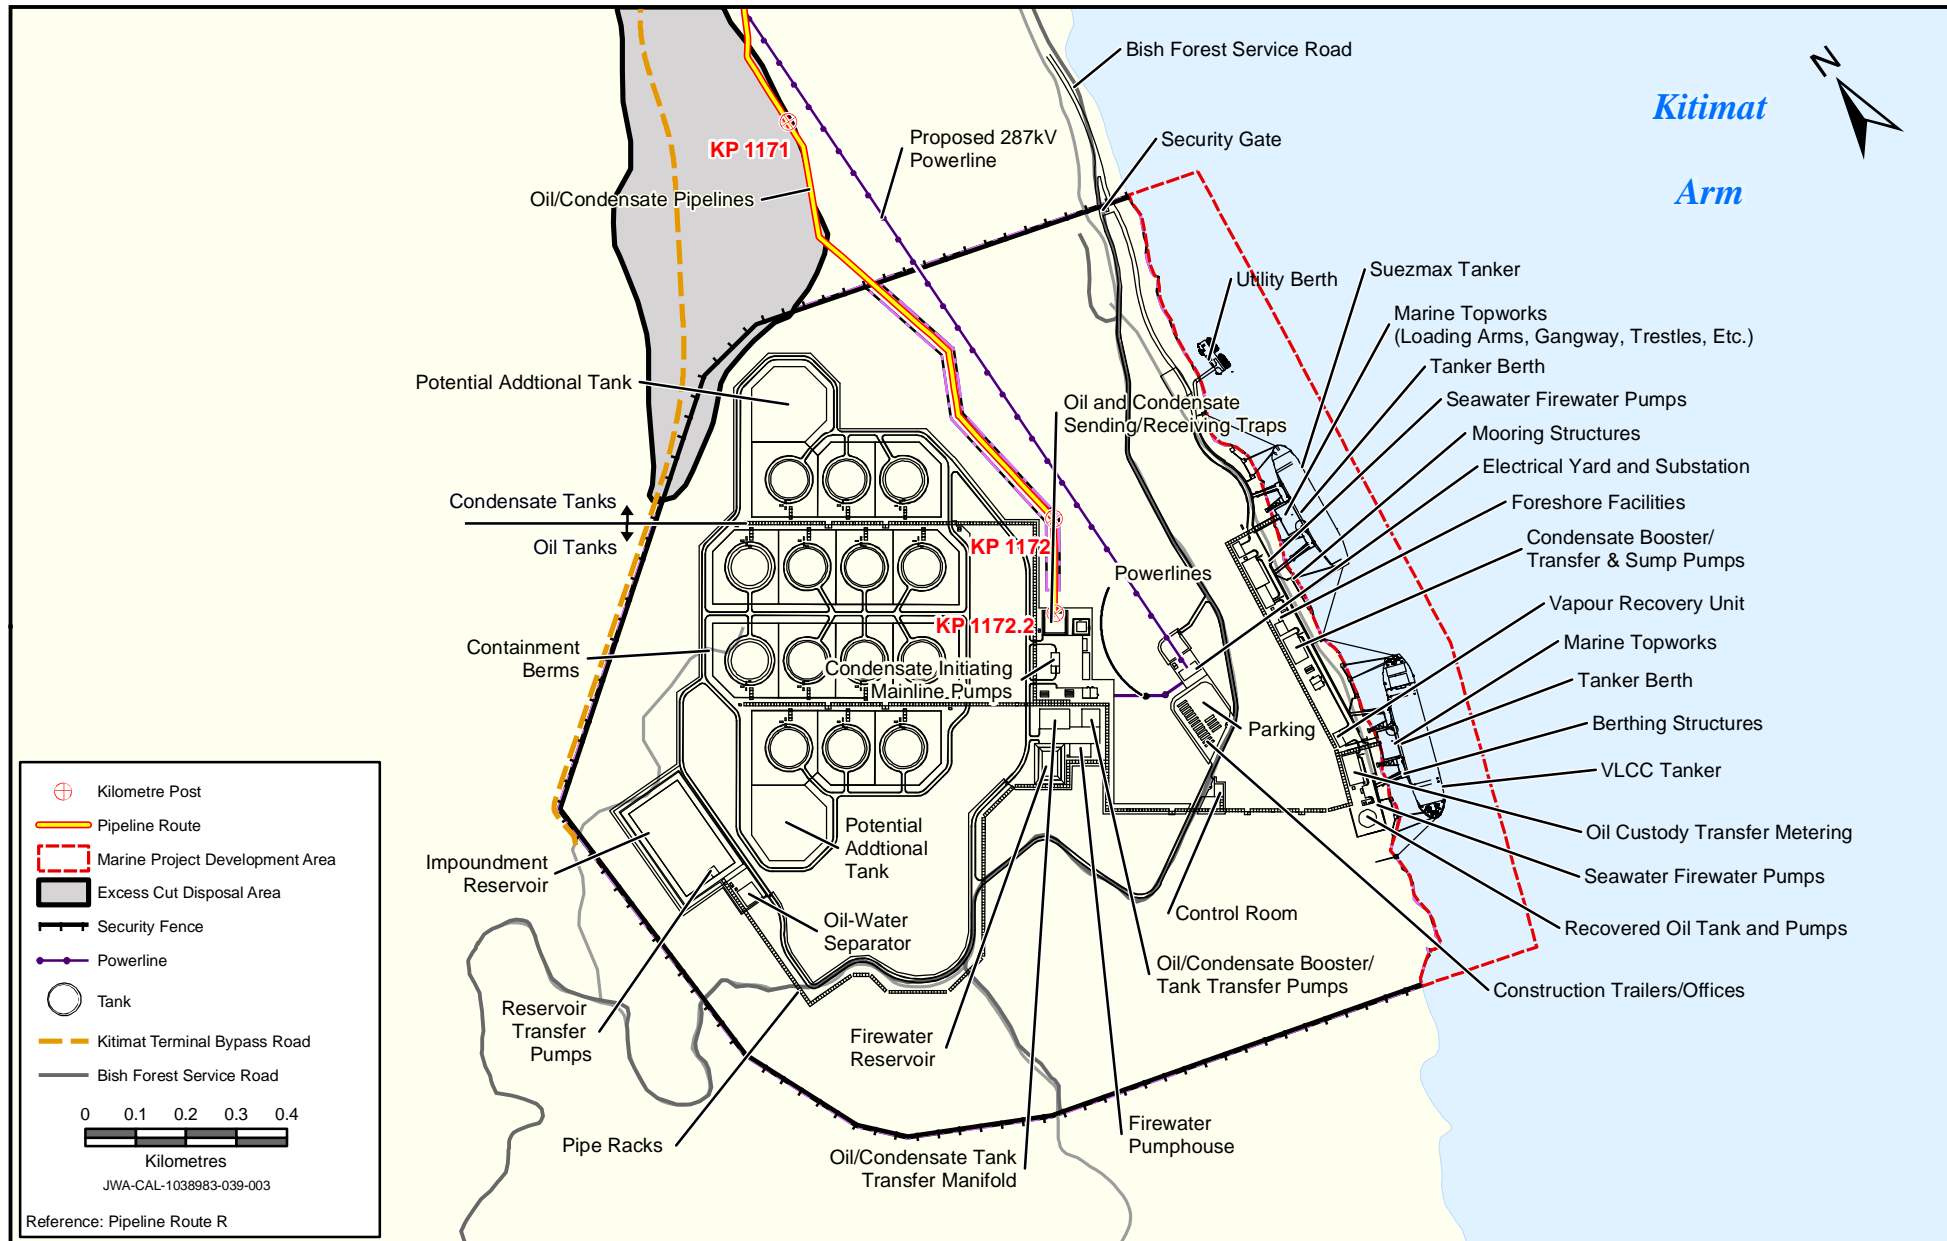 Bish Forest Service Road
Kitimat
Arm
N
Proposed 287kV
Powerline
Security Gate
KP 1171
Oil/Condensate Pipelines
Utility Berth
Suezmax Tanker
Marine Topworks
(Loading Arms, Gangway, Trestles, Etc.)
Tanker Berth
Potential Addtional Tank
Oil and Condensate
Sending/Receiving Traps
Seawater Firewater Pumps
Mooring Structures
Electrical Yard and Substation
Foreshore Facilities
Condensate Tanks
Oil Tanks
KP 1172
Condensate Booster/
Transfer & Sump Pumps
Powerlines
Vapour Recovery Unit
KP 1172.2
Containment
Berms
Condensate Initiating
Mainline Pumps
Marine Topworks
Tanker Berth
Berthing Structures
Parking
VLCC Tanker
Potential
Addtional
Tank
Oil Custody Transfer Metering
Impoundment
Reservoir
Seawater Firewater Pumps
Control Room
Oil-Water
Separator
Recovered Oil Tank and Pumps
Oil/Condensate Booster/
Tank Transfer Pumps
Construction Trailers/Offices
Reservoir
Transfer
Pumps
Firewater
Reservoir
Pipe Racks
Firewater
Pumphouse
Oil/Condensate Tank
Transfer Manifold
Kilometre Post
Pipeline Route
Marine Project Development Area
Excess Cut Disposal Area
Security Fence
Powerline
Tank
Kitimat Terminal Bypass Road
Bish Forest Service Road
0 0.1 0.2 0.3 0.4
Kilometres
JWA-CAL-1038983-039-003
Reference: Pipeline Route R